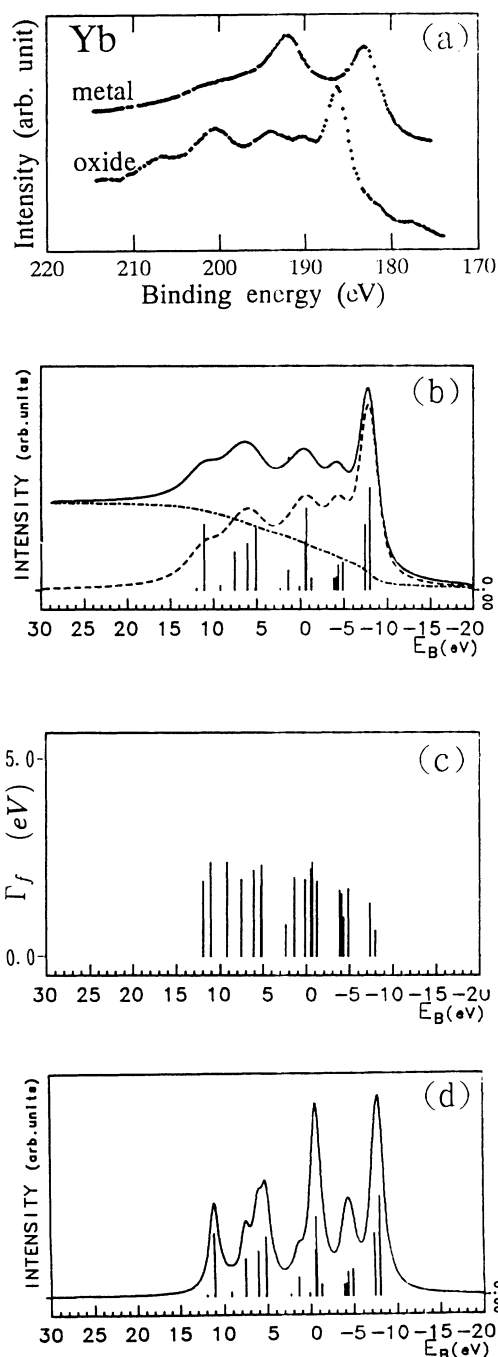 Yb
(a)
metal
oxide
Intensity (arb. unit)
220 210 200 190 180 170
Binding energy (eV)
(b)
INTENSITY (arb.units)
0.00
30 25 20 15 10 5 0 -5 -10 -15 -20
E_B(eV)
(c)
5.0
Γ_f (eV)
0.0
30 25 20 15 10 5 0 -5 -10 -15 -20
E_B(eV)
(d)
INTENSITY (arb.units)
30 25 20 15 10 5 0 -5 -10 -15 -20
E_B(eV)